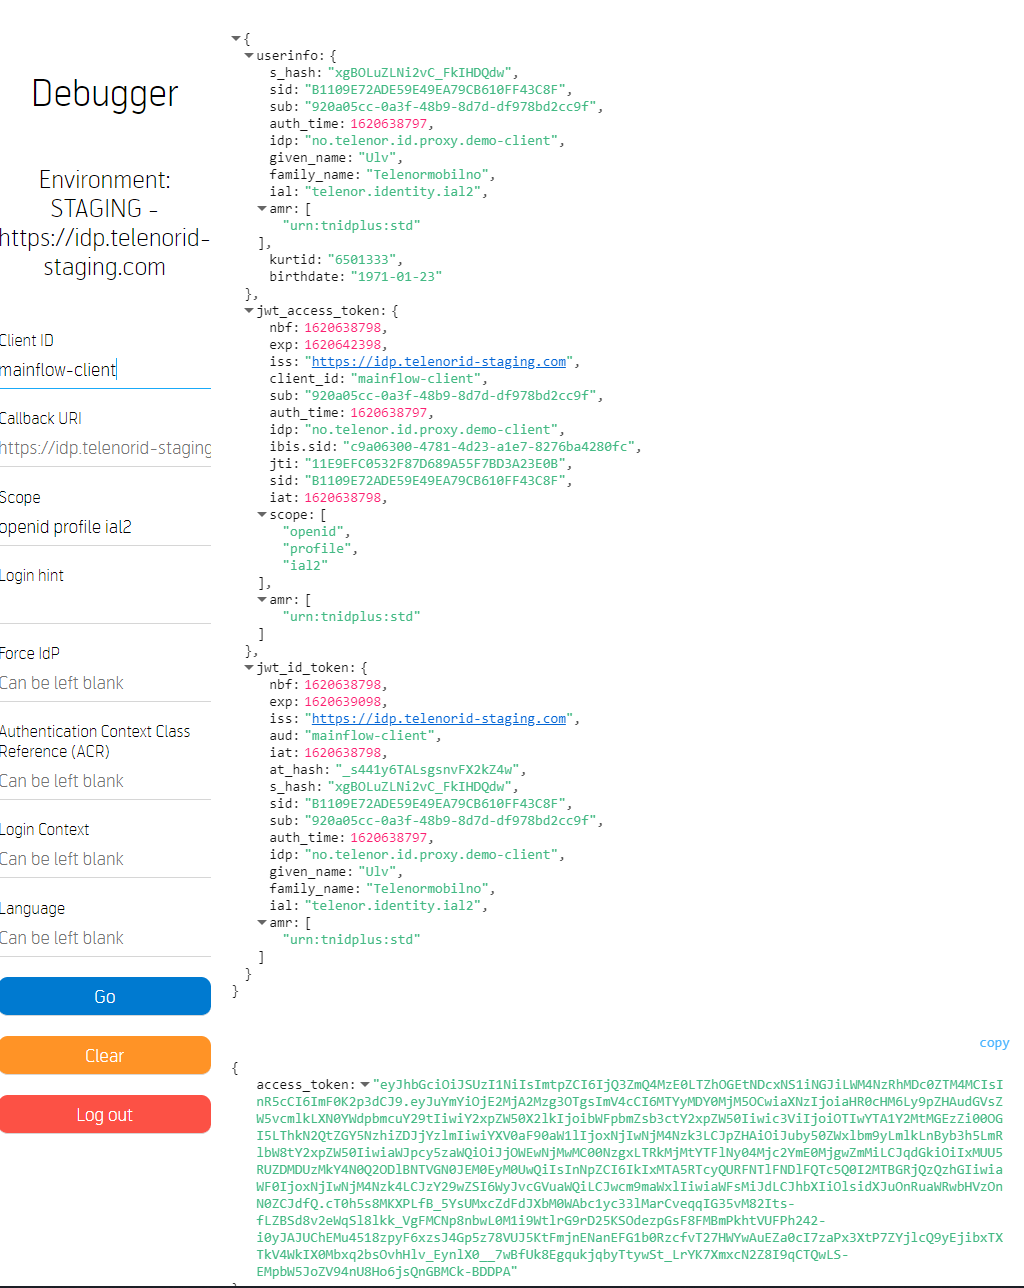 Debugger
Environment:
STAGING -
https://idp.telenorid-
staging.com
Client ID
mainflow-client
Callback URI
https://idp.telenorid-staging
Scope
openid profile ial2
Login hint
Force IdP
Can be left blank
Authentication Context Class
Reference (ACR)
Can be left blank
Login Context
Can be left blank
Language
Can be left blank
Go
Clear
Log out
{
userinfo: {
s_hash: "xgBOLuZLNi2vC_FkIHDQdw",
sid: "B1109E72ADE59E49EA79CB610FF43C8F",
sub: "920a05cc-0a3f-48b9-8d7d-df978bd2cc9f",
auth_time: 1620638797,
idp: "no.telenor.id.proxy.demo-client",
given_name: "Ulv",
family_name: "Telenormobilno",
ial: "telenor.identity.ial2",
amr: [
"urn:tnidplus:std"
],
kurtid: "6501333",
birthdate: "1971-01-23"
},
jwt_access_token: {
nbf: 1620638798,
exp: 1620642398,
iss: "https://idp.telenorid-staging.com",
client_id: "mainflow-client",
sub: "920a05cc-0a3f-48b9-8d7d-df978bd2cc9f",
auth_time: 1620638797,
idp: "no.telenor.id.proxy.demo-client",
ibis.sid: "c9a06300-4781-4d23-a1e7-8276ba4280fc",
jti: "11E9EFC0532F87D689A55F7BD3A23E0B",
sid: "B1109E72ADE59E49EA79CB610FF43C8F",
iat: 1620638798,
scope: [
"openid",
"profile",
"ial2"
],
amr: [
"urn:tnidplus:std"
]
},
jwt_id_token: {
nbf: 1620638798,
exp: 1620639098,
iss: "https://idp.telenorid-staging.com",
aud: "mainflow-client",
iat: 1620638798,
at_hash: "_s441y6TALsgsnvFX2kZ4w",
s_hash: "xgBOLuZLNi2vC_FkIHDQdw",
sid: "B1109E72ADE59E49EA79CB610FF43C8F",
sub: "920a05cc-0a3f-48b9-8d7d-df978bd2cc9f",
auth_time: 1620638797,
idp: "no.telenor.id.proxy.demo-client",
given_name: "Ulv",
family_name: "Telenormobilno",
ial: "telenor.identity.ial2",
amr: [
"urn:tnidplus:std"
]
}
}
copy
{
access_token: